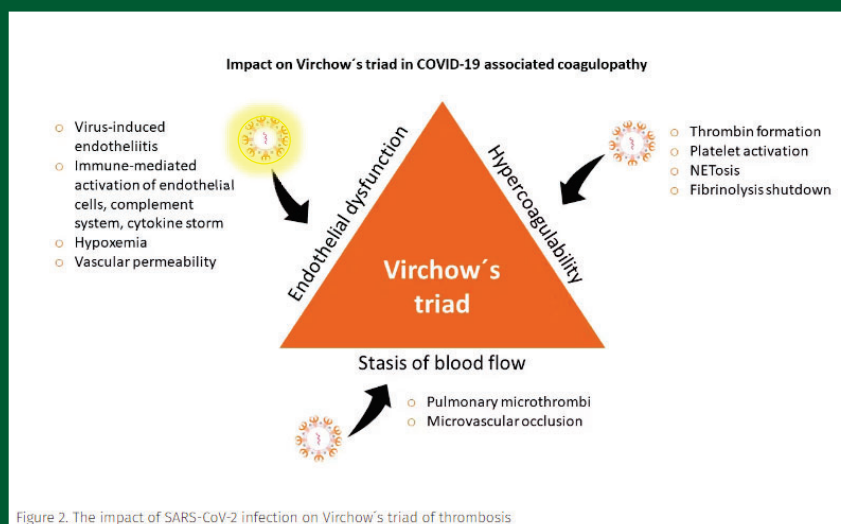 Impact on Virchow´s triad in COVID-19 associated coagulopathy
Virus-induced
endotheliitis
Immune-mediated
activation of endothelial
cells, complement
system, cytokine storm
Hypoxemia
Vascular permeability
Endothelial dysfunction
Hypercoagulability
Thrombin formation
Platelet activation
NETosis
Fibrinolysis shutdown
Virchow´s
triad
Stasis of blood flow
Pulmonary microthrombi
Microvascular occlusion
Figure 2. The impact of SARS-CoV-2 infection on Virchow´s triad of thrombosis